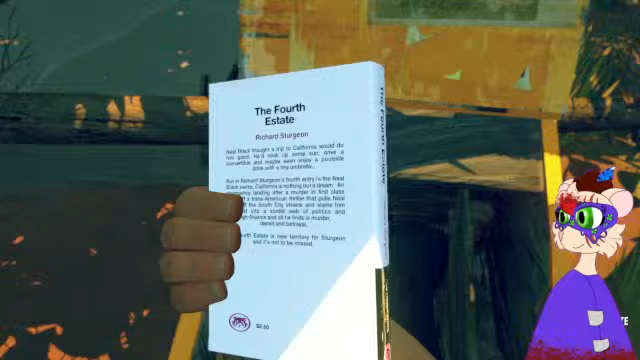 The Fourth
Estate
Richard Sturgeon
Neal Black thought a trip to California would do
him good. He'd soak up some sun, drive a
convertible and maybe even enjoy a poolside
drink with a tiny umbrella...
But in Richard Sturgeon's fourth entry in the Neal
Black series, California is nothing but a dream. An
emergency landing after a murder in first class
a trans-American thriller that pulls Neal
off the South City streets and slams him
into a sordid web of politics and
high-finance and all he finds is murder,
deceit and betrayal.
Fourth Estate is new territory for Sturgeon
and it's not to be missed.
$2.50
The Fourth Estate